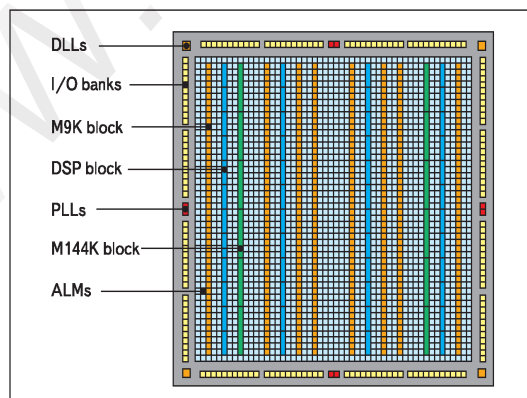 DLLs
I/O banks
M9K block
DSP block
PLLs
M144K block
ALMs